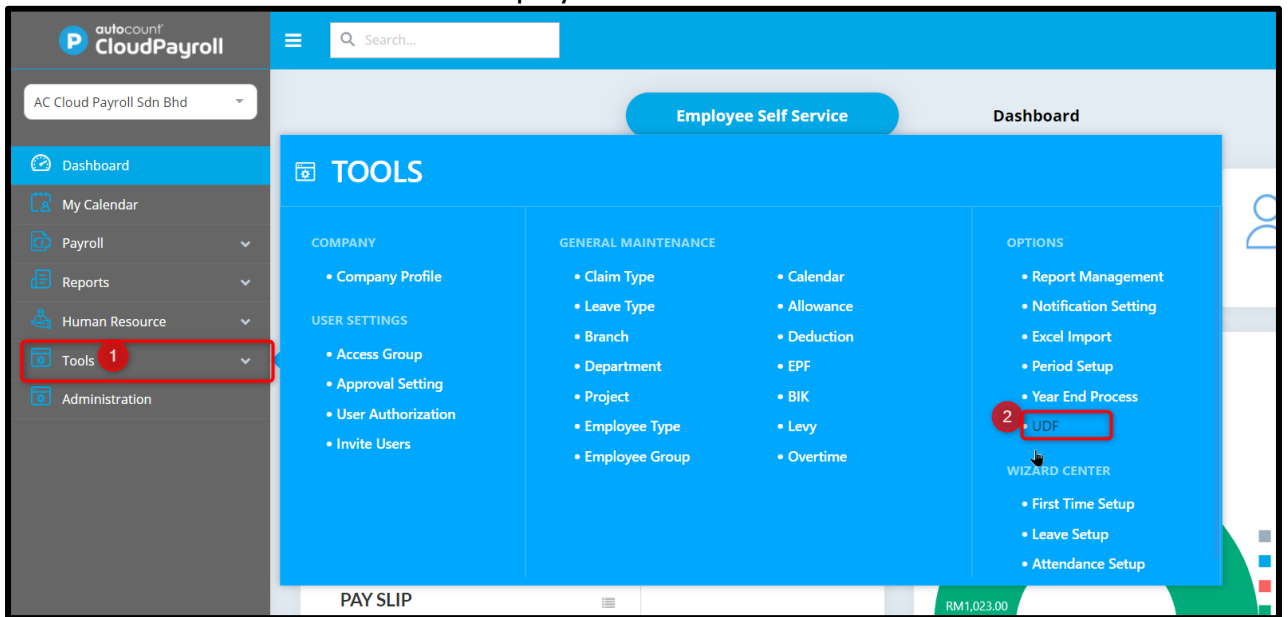 autocount
CloudPayroll
Search...
AC Cloud Payroll Sdn Bhd
Employee Self Service
Dashboard
Dashboard
My Calendar
Payroll
Reports
Human Resource
Tools
1
Administration
TOOLS
COMPANY
• Company Profile
USER SETTINGS
• Access Group
• Approval Setting
• User Authorization
• Invite Users
GENERAL MAINTENANCE
• Claim Type
• Leave Type
• Branch
• Department
• Project
• Employee Type
• Employee Group
• Calendar
• Allowance
• Deduction
• EPF
• BIK
• Levy
• Overtime
OPTIONS
• Report Management
• Notification Setting
• Excel Import
• Period Setup
• Year End Process
2
• UDF
WIZARD CENTER
• First Time Setup
• Leave Setup
• Attendance Setup
PAY SLIP
RM1,023.00